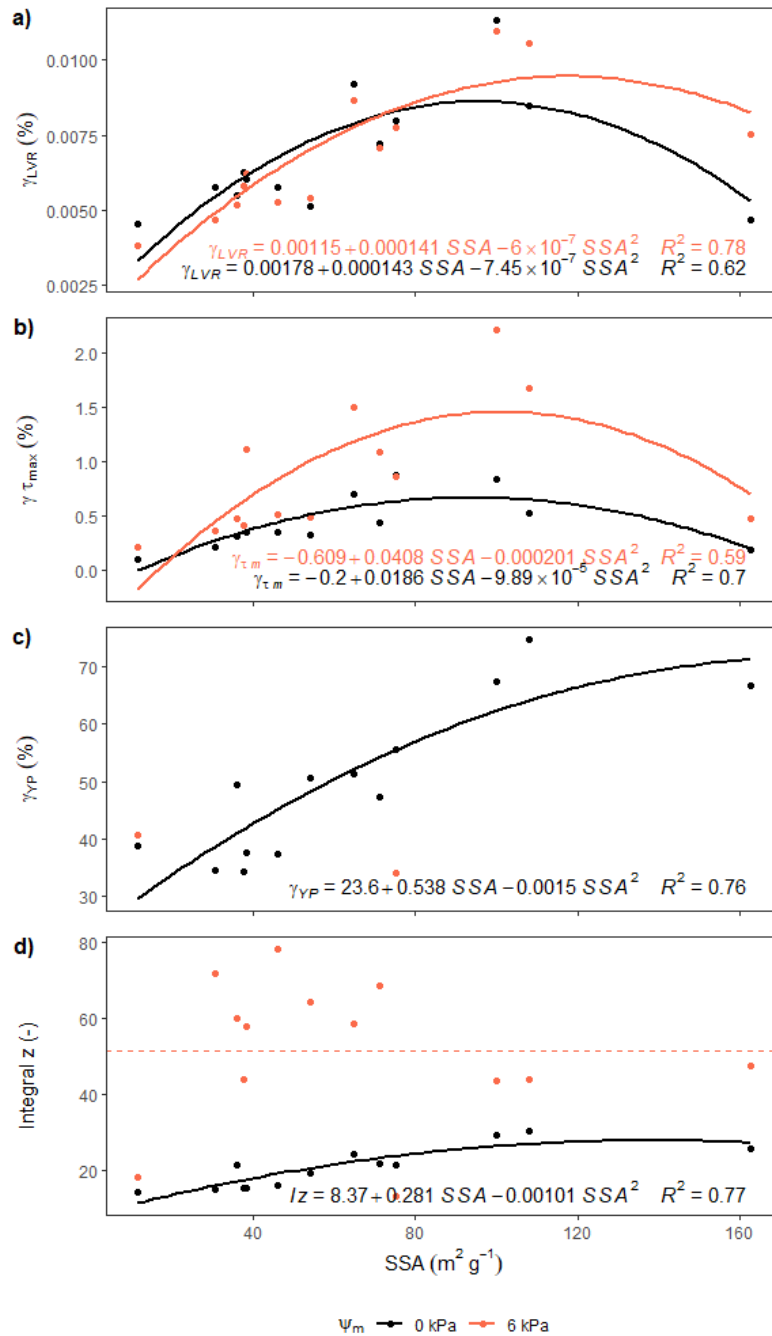 a)
0.0100
0.0075
0.0050
0.0025
γLVR (%)
γLVR = 0.00115 + 0.000141 SSA − 6 × 10⁻⁷ SSA² R² = 0.78
γLVR = 0.00178 + 0.000143 SSA − 7.45 × 10⁻⁷ SSA² R² = 0.62
b)
2.0
1.5
1.0
0.5
0.0
γ τmax (%)
γτ m = −0.609 + 0.0408 SSA − 0.000201 SSA² R² = 0.59
γτ m = −0.2 + 0.0186 SSA − 9.89 × 10⁻⁵ SSA² R² = 0.7
c)
70
60
50
40
30
γYP (%)
γYP = 23.6 + 0.538 SSA − 0.0015 SSA² R² = 0.76
d)
80
60
40
20
Integral z (-)
Iz = 8.37 + 0.281 SSA − 0.00101 SSA² R² = 0.77
40 80 120 160
SSA (m² g⁻¹)
Ψm 0 kPa 6 kPa